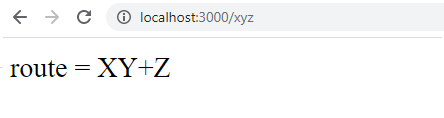 localhost:3000/xyz
route = XY+Z